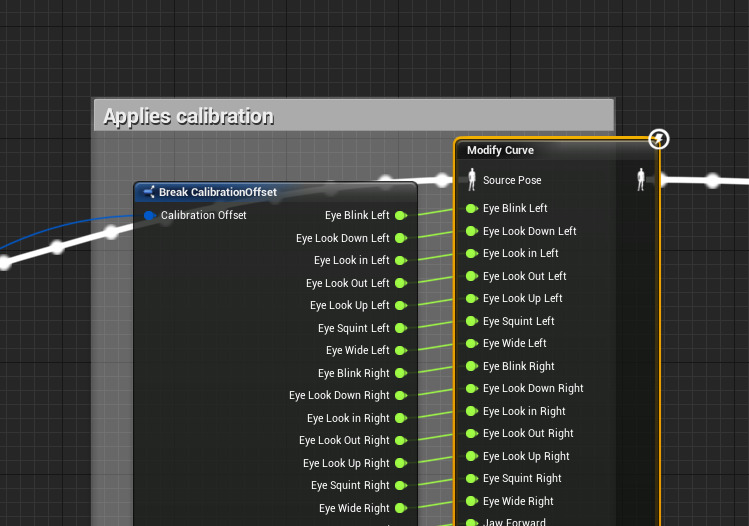 Applies calibration
Break CalibrationOffset
Calibration Offset
Eye Blink Left
Eye Look Down Left
Eye Look in Left
Eye Look Out Left
Eye Look Up Left
Eye Squint Left
Eye Wide Left
Eye Blink Right
Eye Look Down Right
Eye Look in Right
Eye Look Out Right
Eye Look Up Right
Eye Squint Right
Eye Wide Right
Modify Curve
Source Pose
Eye Blink Left
Eye Look Down Left
Eye Look in Left
Eye Look Out Left
Eye Look Up Left
Eye Squint Left
Eye Wide Left
Eye Blink Right
Eye Look Down Right
Eye Look in Right
Eye Look Out Right
Eye Look Up Right
Eye Squint Right
Eye Wide Right
Jaw Forward